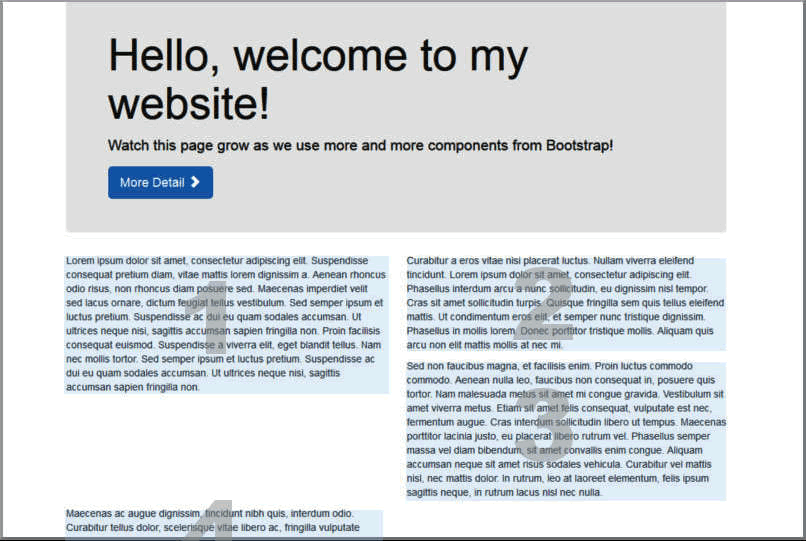 Hello, welcome to my
website!
Watch this page grow as we use more and more components from Bootstrap!
More Detail
Lorem ipsum dolor sit amet, consectetur adipiscing elit. Suspendisse
consequat pretium diam, vitae mattis lorem dignissim a. Aenean rhoncus
odio risus, non rhoncus diam posuere sed. Maecenas imperdiet velit
sed lacus ornare, dictum feugiat tellus vestibulum. Sed semper ipsum et
luctus pretium. Suspendisse dui eu quam sodales accumsan. Ut
ultrices neque nisi, sagittis accumsan sapien fringilla non. Proin facilisis
consequat euismod. Suspendisse a viverra elit, eget blandit tellus. Nam
nec mollis tortor. Sed semper ipsum et luctus pretium. Suspendisse ac
dui eu quam sodales accumsan. Ut ultrices neque nisi, sagittis
accumsan sapien fringilla non.
1
Curabitur a eros vitae nisi placerat luctus. Nullam viverra eleifend
tincidunt. Lorem ipsum dolor sit amet, consectetur adipiscing elit.
Phasellus interdum arcu a nunc sollicitudin, eu dignissim nisl tempor.
Cras sit amet sollicitudin turpis. Quisque fringilla sem quis tellus eleifend
mattis. Ut condimentum eros elit, et semper nunc tristique dignissim.
Phasellus in mollis lorem. Donec porttitor tristique mollis. Aliquam quis
arcu non elit mattis mollis at nec mi.
2
Sed non faucibus magna, et facilisis enim. Proin luctus commodo
commodo. Aenean nulla leo, faucibus non consequat in, posuere quis
tortor. Nam malesuada metus sit amet mi congue gravida. Vestibulum sit
amet viverra metus. Etiam sit amet felis consequat, vulputate est nec,
fermentum augue. Cras interdum sollicitudin libero ut tempus. Maecenas
porttitor lacinia justo, eu placerat libero rutrum vel. Phasellus semper
massa vel diam bibendum, sit amet convallis enim congue. Aliquam
accumsan neque sit amet risus sodales vehicula. Curabitur vel mattis
nisl, nec mattis dolor. In rutrum, leo at laoreet elementum, felis ipsum
sagittis neque, in rutrum lacus nisl nec nulla.
3
Maecenas ac augue dignissim, tincidunt nibh quis, interdum odio.
Curabitur tellus dolor, scelerisque vitae libero ac, fringilla vulputate
4